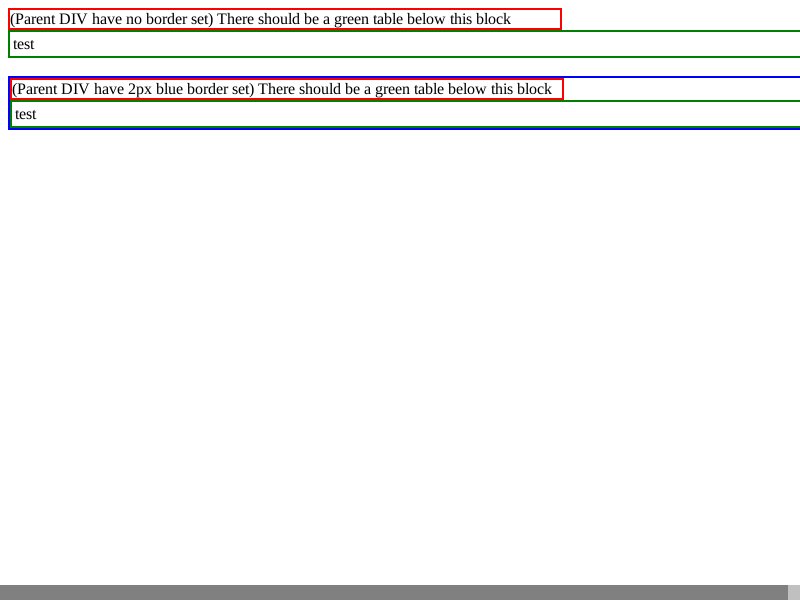 (Parent DIV have no border set) There should be a green table below this block
test
(Parent DIV have 2px blue border set) There should be a green table below this block
test